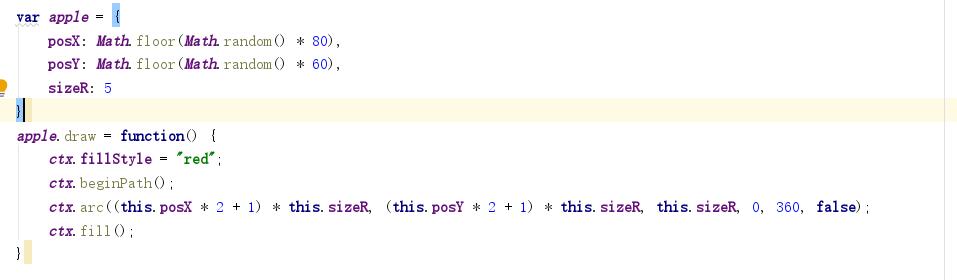 var apple = {
    posX: Math.floor(Math.random() * 80),
    posY: Math.floor(Math.random() * 60),
    sizeR: 5
}
apple.draw = function() {
    ctx.fillStyle = "red";
    ctx.beginPath();
    ctx.arc((this.posX * 2 + 1) * this.sizeR, (this.posY * 2 + 1) * this.sizeR, this.sizeR, 0, 360, false);
    ctx.fill();
}